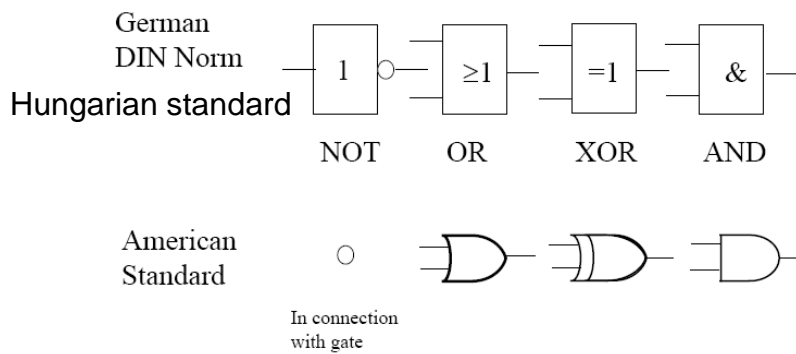 German
DIN Norm
Hungarian standard
1
≥1
=1
&
NOT OR XOR AND
American
Standard
In connection
with gate